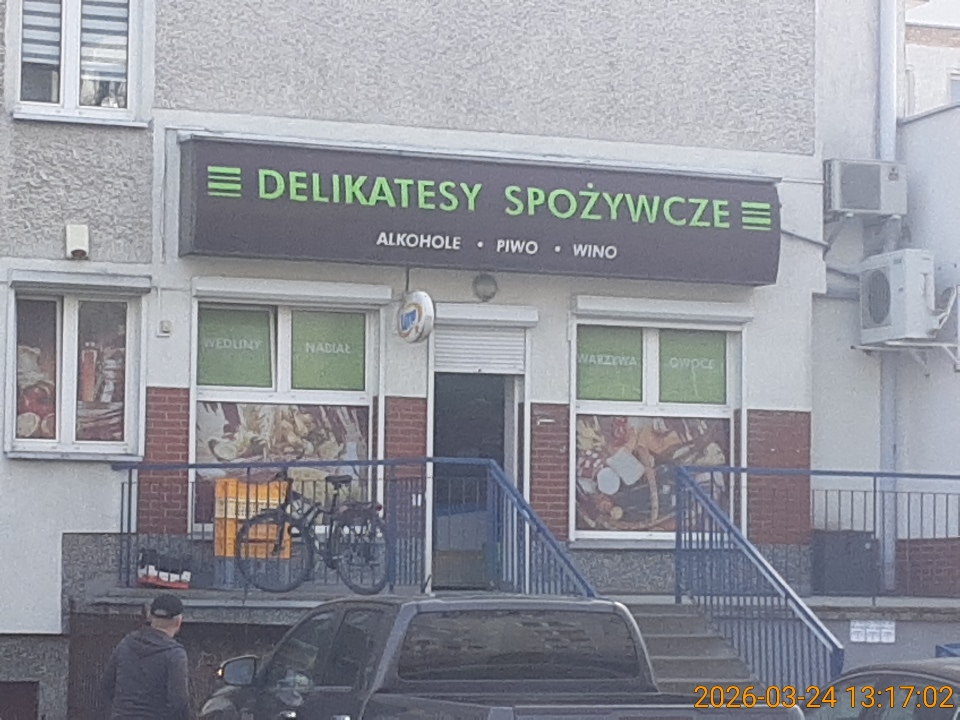 DELIKATESY SPOŻYWCZE
ALKOHOLE • PIWO • WINO
WĘDLINY NABIAŁ
WARZYWA OWOCE
2026-03-24 13:17:02